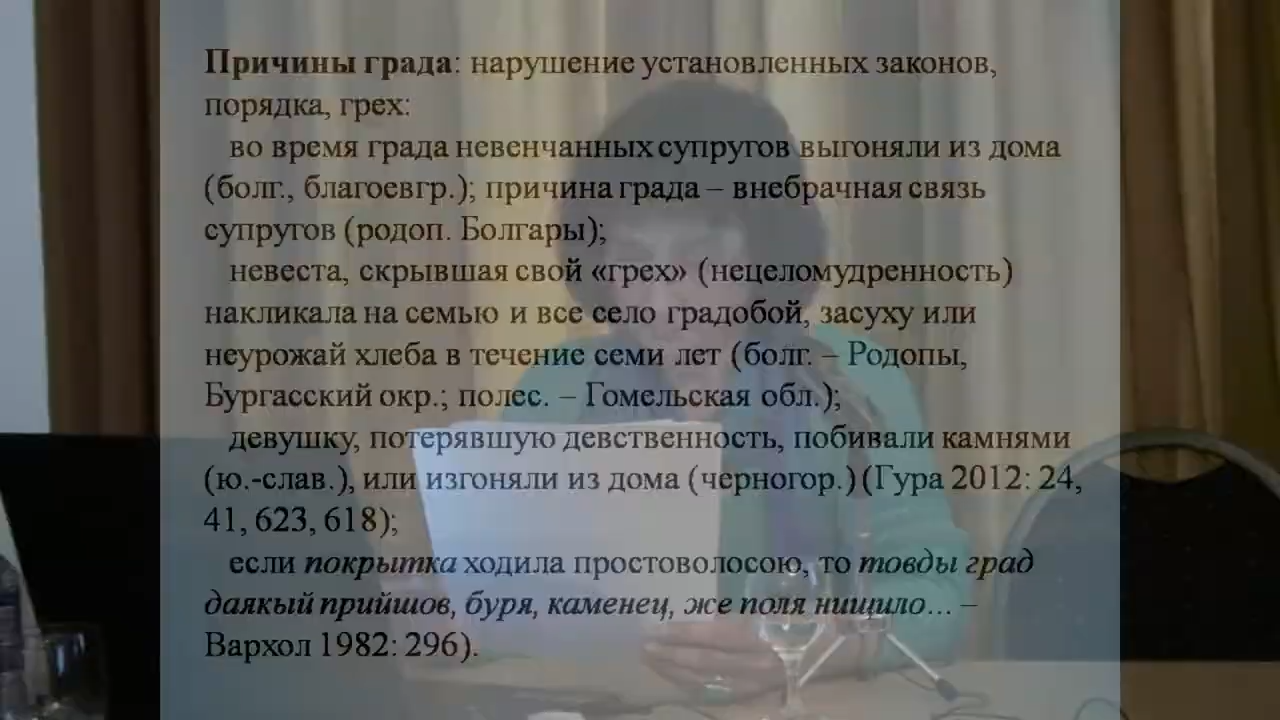 Причины града: нарушение установленных законов,
порядка, грех:
во время града невенчанных супругов выгоняли из дома
(болг., благоевгр.); причина града – внебрачная связь
супругов (родоп. Болгары);
невеста, скрывшая свой «грех» (нецеломудренность)
накликала на семью и все село градобой, засуху или
неурожай хлеба в течение семи лет (болг. – Родопы,
Бургасский окр.; полес. – Гомельская обл.);
девушку, потерявшую девственность, побивали камнями
(ю.-слав.), или изгоняли из дома (черногор.) (Гура 2012: 24,
41, 623, 618);
если покрытка ходила простоволосою, то товды град
даякый прийшов, буря, каменец, же поля нищило... –
Вархол 1982: 296).